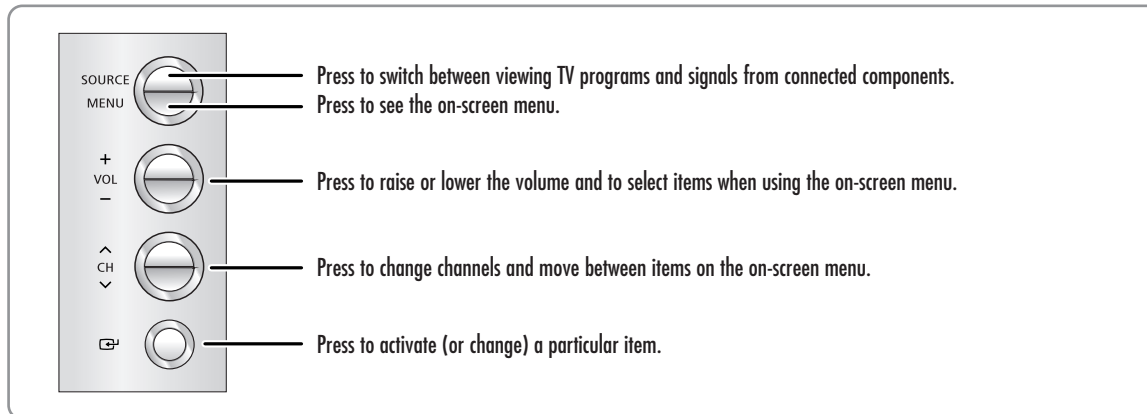 SOURCE
MENU
Press to switch between viewing TV programs and signals from connected components.
Press to see the on-screen menu.
+
VOL
−
Press to raise or lower the volume and to select items when using the on-screen menu.
CH
Press to change channels and move between items on the on-screen menu.
Press to activate (or change) a particular item.